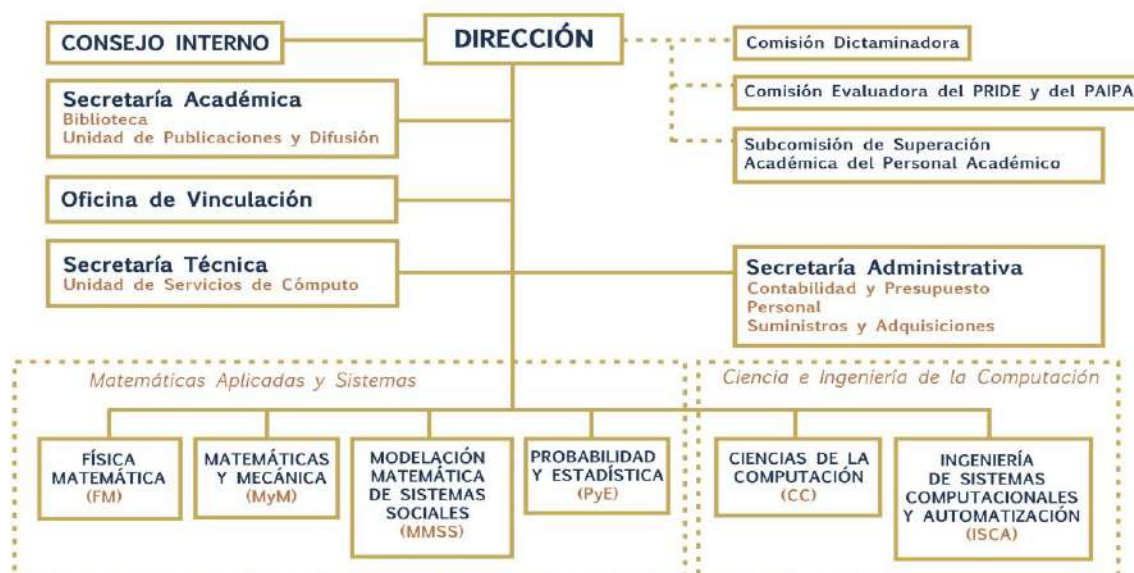 CONSEJO INTERNO
DIRECCIÓN
Comisión Dictaminadora
Comisión Evaluadora del PRIDE y del PAIPA
Subcomisión de Superación
Académica del Personal Académico
Secretaría Académica
Biblioteca
Unidad de Publicaciones y Difusión
Oficina de Vinculación
Secretaría Técnica
Unidad de Servicios de Cómputo
Secretaría Administrativa
Contabilidad y Presupuesto
Personal
Suministros y Adquisiciones
Matemáticas Aplicadas y Sistemas
FÍSICA
MATEMÁTICA
(FM)
MATEMÁTICAS
Y MECÁNICA
(MyM)
MODELACIÓN
MATEMÁTICA
DE SISTEMAS
SOCIALES
(MMSS)
PROBABILIDAD
Y ESTADÍSTICA
(PyE)
Ciencia e Ingeniería de la Computación
CIENCIAS DE LA
COMPUTACIÓN
(CC)
INGENIERÍA
DE SISTEMAS
COMPUTACIONALES
Y AUTOMATIZACIÓN
(ISCA)